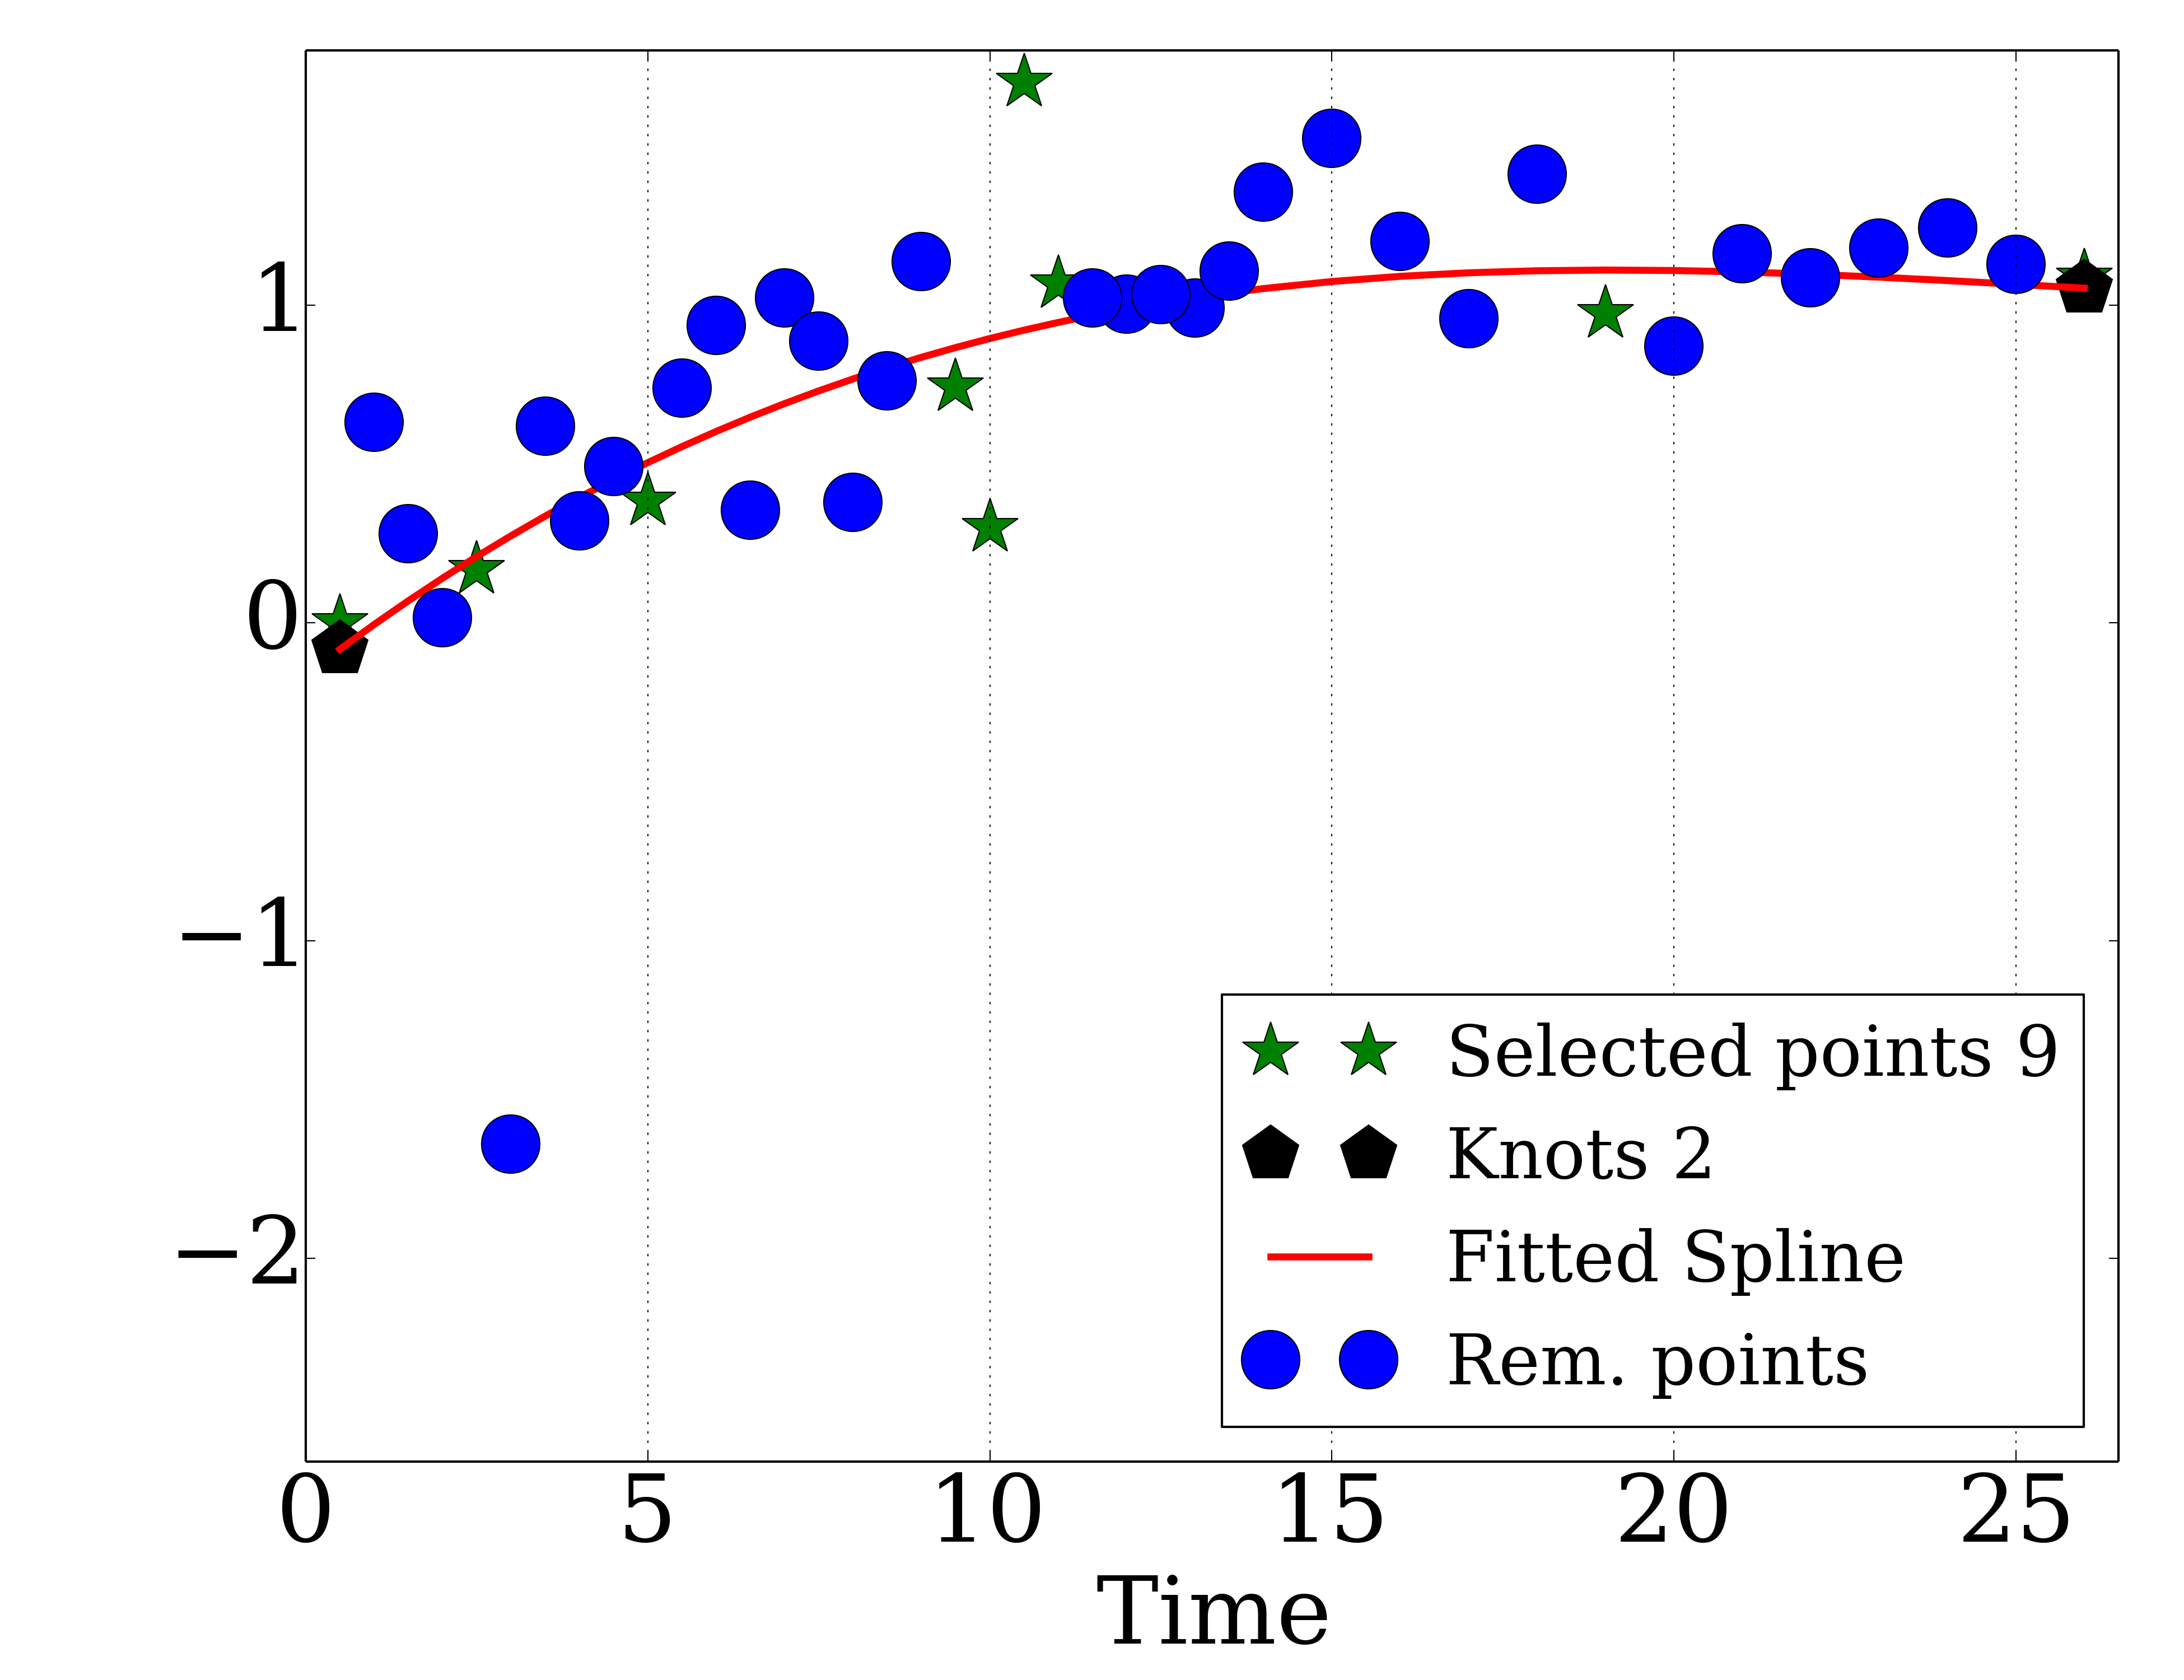 1
0
−1
−2
0 5 10 15 20 25
Time
Selected points 9
Knots 2
Fitted Spline
Rem. points